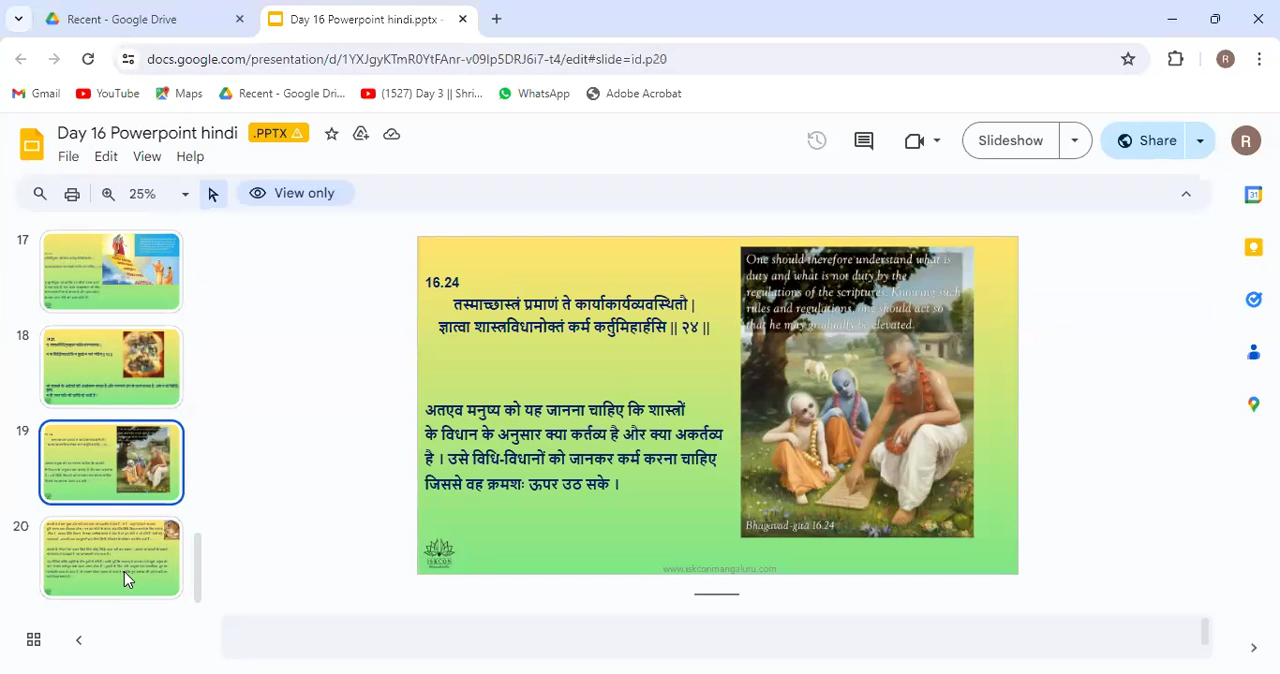 Recent - Google Drive
Day 16 Powerpoint hindi.pptx -
docs.google.com/presentation/d/1YXJgyKTmR0YtFAnr-v09Ip5DRJ6i7-t4/edit#slide=id.p20
R
Gmail
YouTube
Maps
Recent - Google Dri...
(1527) Day 3 || Shri...
WhatsApp
Adobe Acrobat
Day 16 Powerpoint hindi
.PPTX
File Edit View Help
Slideshow
Share
R
25%
View only
31
17
18
19
20
16.24
तस्माच्छास्त्रं प्रमाणं ते कार्याकार्यव्यवस्थितौ |
ज्ञात्वा शास्त्रविधानोक्तं कर्म कर्तुमिहार्हसि || २४ ||
अतएव मनुष्य को यह जानना चाहिए कि शास्त्रों
के विधान के अनुसार क्या कर्तव्य है और क्या अकर्तव्य
है । उसे विधि-विधानों को जानकर कर्म करना चाहिए
जिससे वह क्रमशः ऊपर उठ सके ।
One should therefore understand what is
duty and what is not duty by the
regulations of the scriptures. Knowing such
rules and regulations, one should act so
that he may gradually be elevated.
Bhagavad-gītā 16.24
ISKCON
www.iskconmangaluru.com